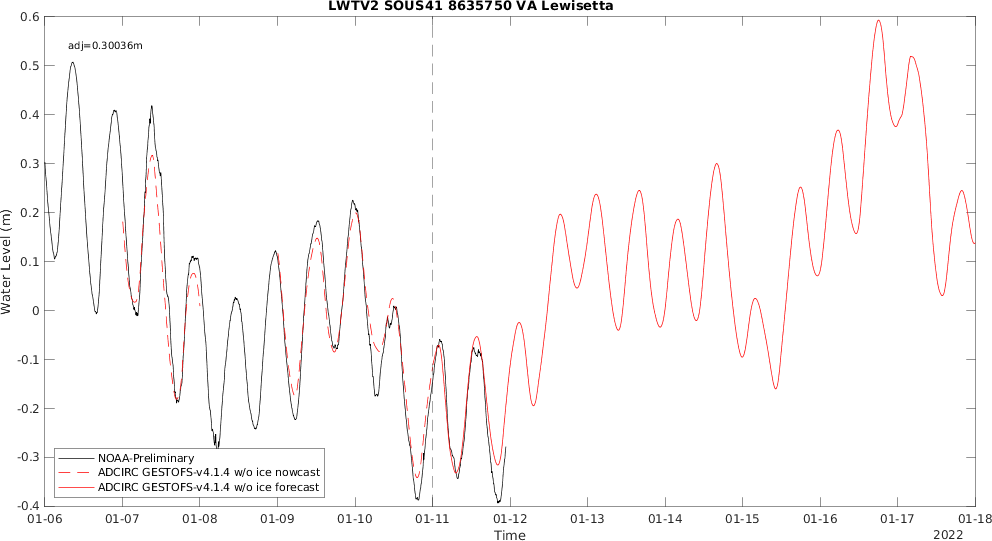 LWTV2 SOUS41 8635750 VA Lewisetta
adj=0.30036m
0.6
0.5
0.4
0.3
0.2
0.1
0
-0.1
-0.2
-0.3
-0.4
Water Level (m)
NOAA-Preliminary
ADCIRC GESTOFS-v4.1.4 w/o ice nowcast
ADCIRC GESTOFS-v4.1.4 w/o ice forecast
01-06 01-07 01-08 01-09 01-10 01-11 01-12 01-13 01-14 01-15 01-16 01-17 01-18
Time
2022